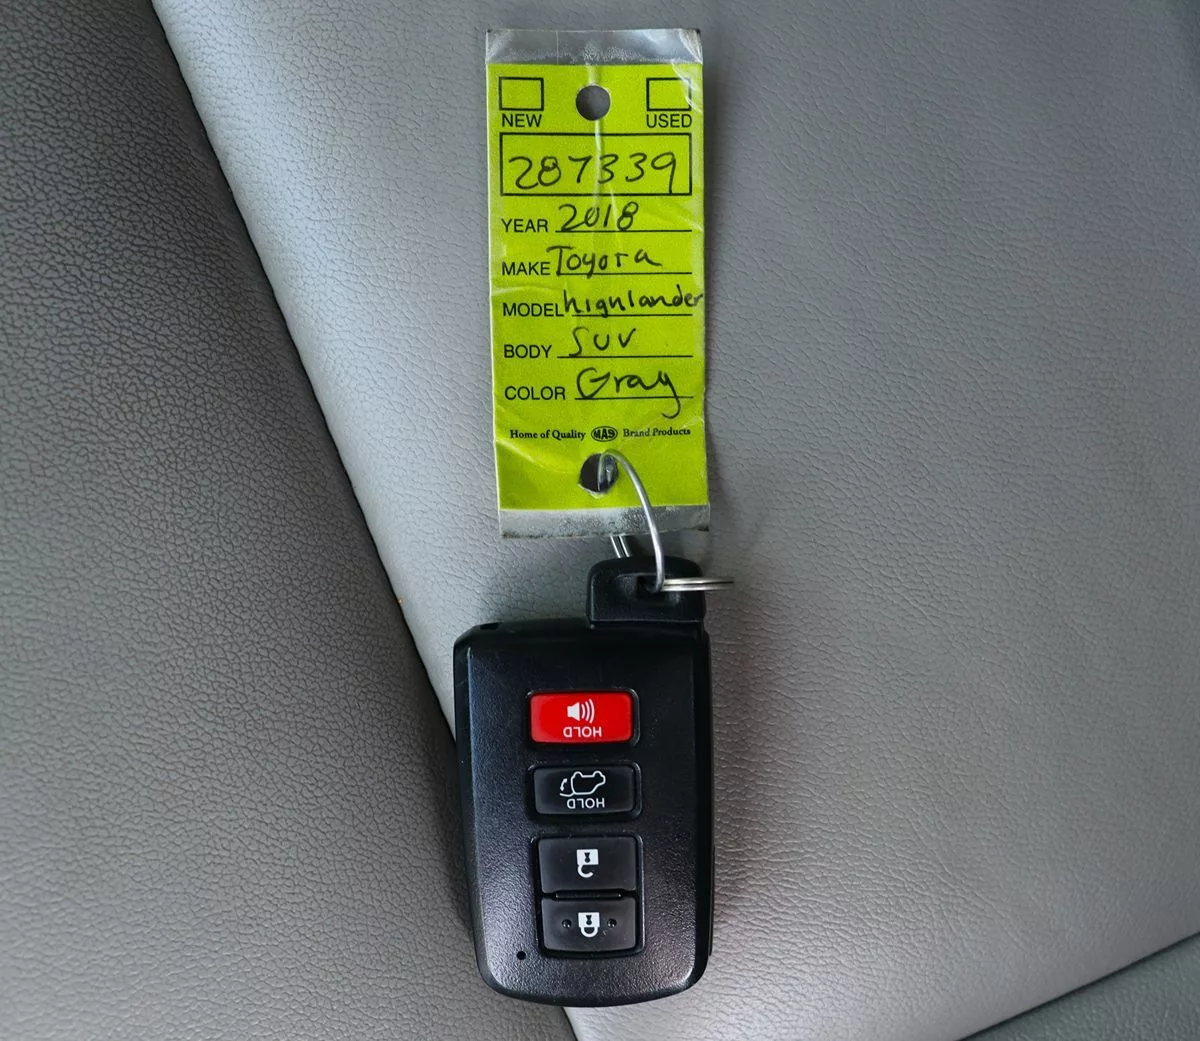 NEW USED
287339
YEAR 2018
MAKE Toyota
MODEL highlander
BODY SUV
COLOR Gray
Home of Quality MAS Brand Products
HOLD
HOLD